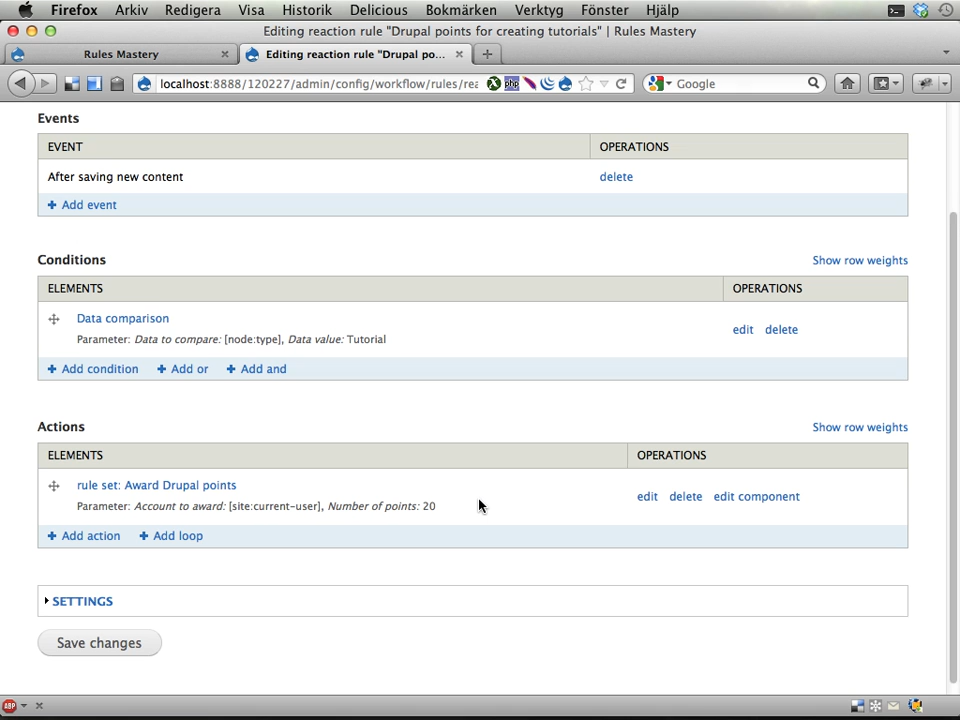 Firefox Arkiv Redigera Visa Historik Delicious Bokmärken Verktyg Fönster Hjälp
Editing reaction rule "Drupal points for creating tutorials" | Rules Mastery
Rules Mastery × Editing reaction rule "Drupal po... × +
localhost:8888/120227/admin/config/workflow/rules/rea php Google
Events
EVENT OPERATIONS
After saving new content delete
+ Add event
Conditions Show row weights
ELEMENTS OPERATIONS
Data comparison
Parameter: Data to compare: [node:type], Data value: Tutorial
edit delete
+ Add condition + Add or + Add and
Actions Show row weights
ELEMENTS OPERATIONS
rule set: Award Drupal points
Parameter: Account to award: [site:current-user], Number of points: 20
edit delete edit component
+ Add action + Add loop
SETTINGS
Save changes
ABP